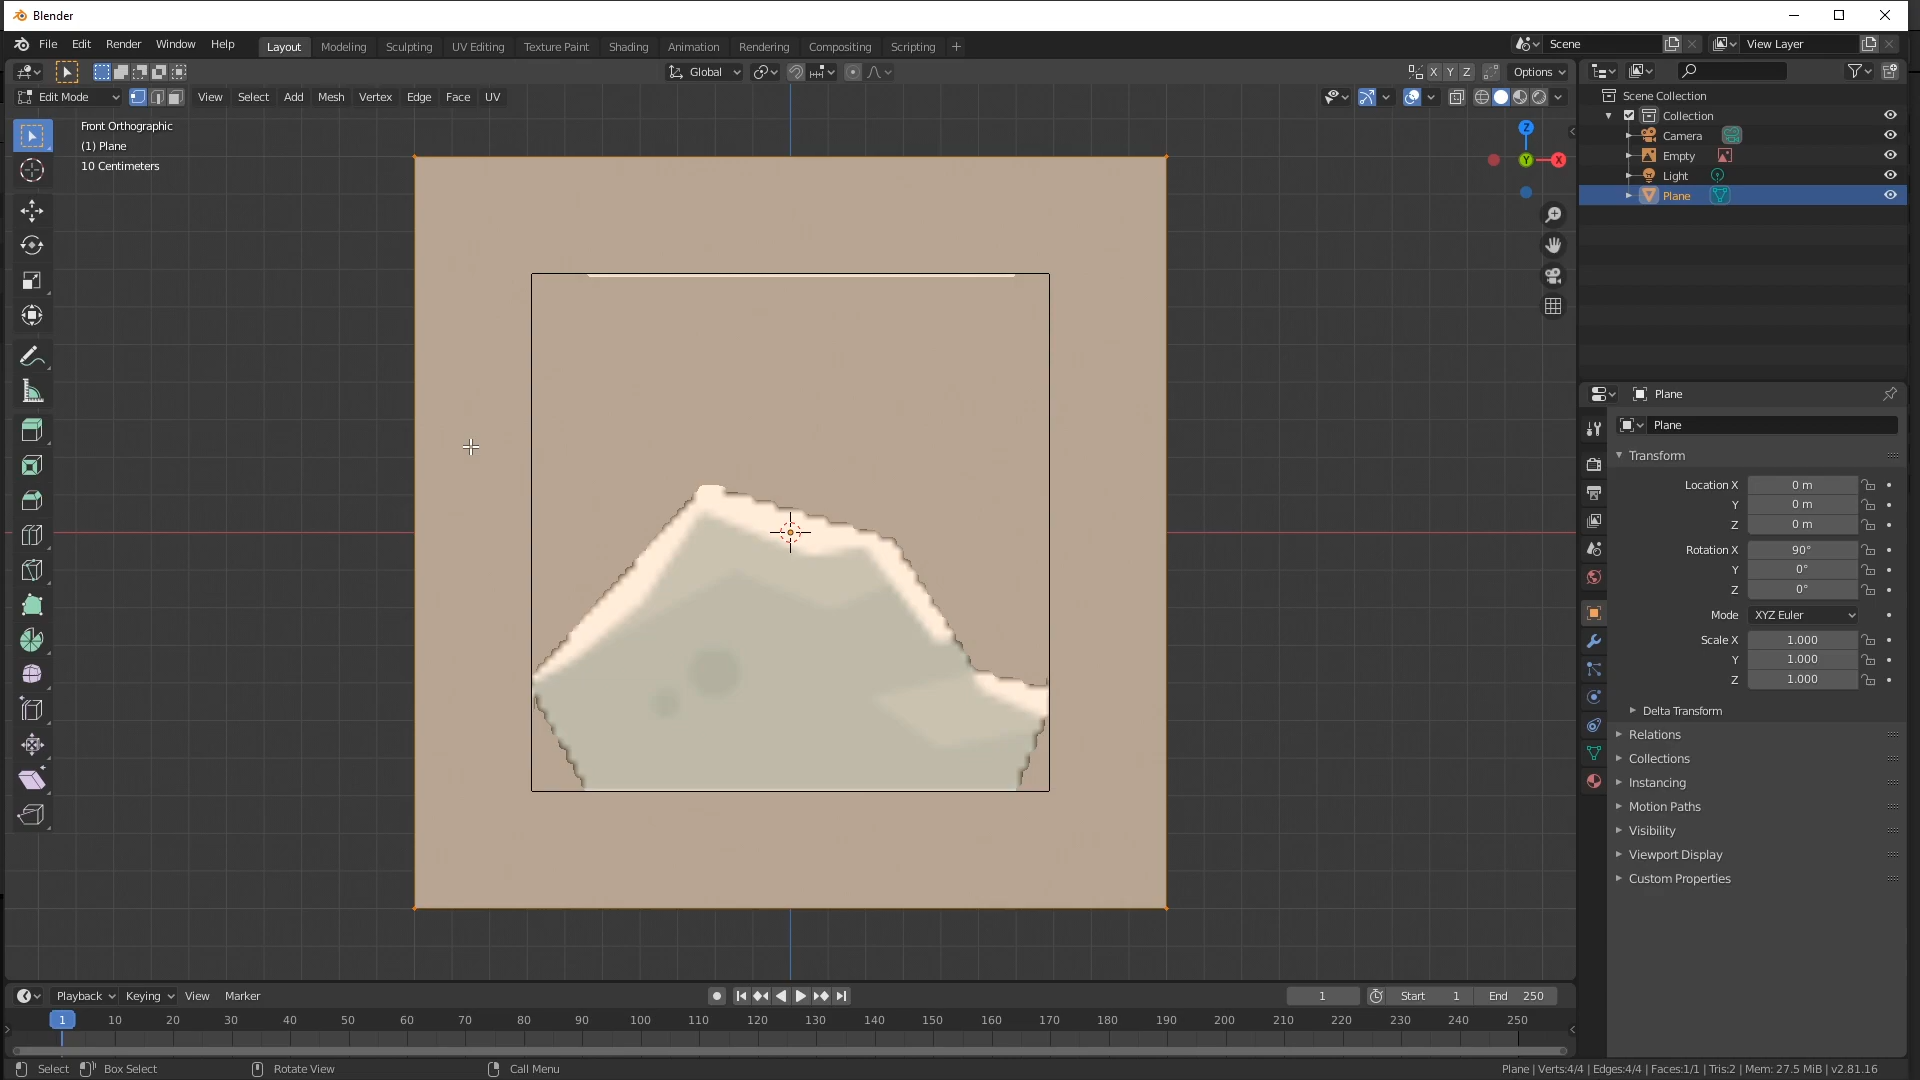 Blender
File Edit Render Window Help Layout Modeling Sculpting UV Editing Texture Paint Shading Animation Rendering Compositing Scripting + Scene View Layer
Global X Y Z Options
Edit Mode View Select Add Mesh Vertex Edge Face UV
Front Orthographic
(1) Plane
10 Centimeters
Z
Y X
Scene Collection
Collection
Camera
Empty
Light
Plane
Plane
Plane
Transform
Location X 0 m
Y 0 m
Z 0 m
Rotation X 90°
Y 0°
Z 0°
Mode XYZ Euler
Scale X 1.000
Y 1.000
Z 1.000
Delta Transform
Relations
Collections
Instancing
Motion Paths
Visibility
Viewport Display
Custom Properties
Playback Keying View Marker 1 Start 1 End 250
1 10 20 30 40 50 60 70 80 90 100 110 120 130 140 150 160 170 180 190 200 210 220 230 240 250
Select Box Select Rotate View Call Menu Plane | Verts:4/4 | Edges:4/4 | Faces:1/1 | Tris:2 | Mem: 27.5 MiB | v2.81.16